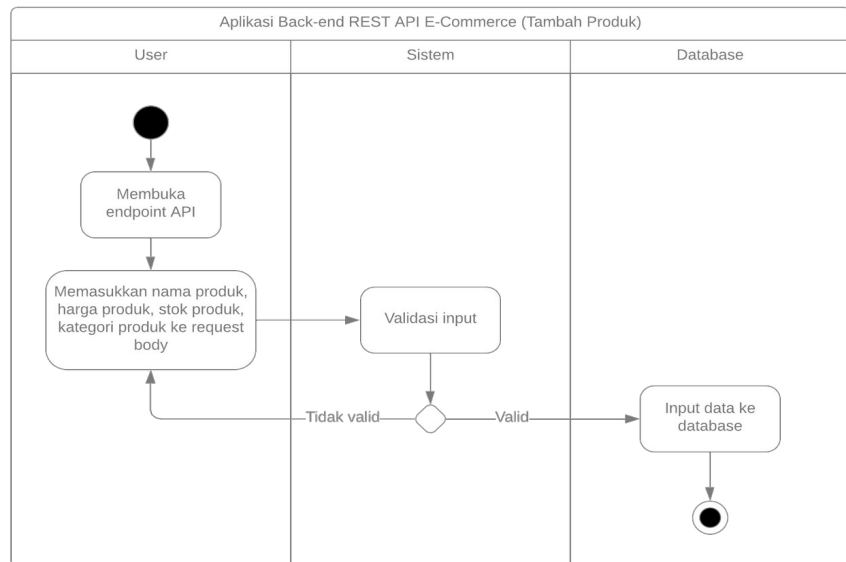 Aplikasi Back-end REST API E-Commerce (Tambah Produk)
User
Sistem
Database
Membuka
endpoint API
Memasukkan nama produk,
harga produk, stok produk,
kategori produk ke request
body
Validasi input
Tidak valid
Valid
Input data ke
database